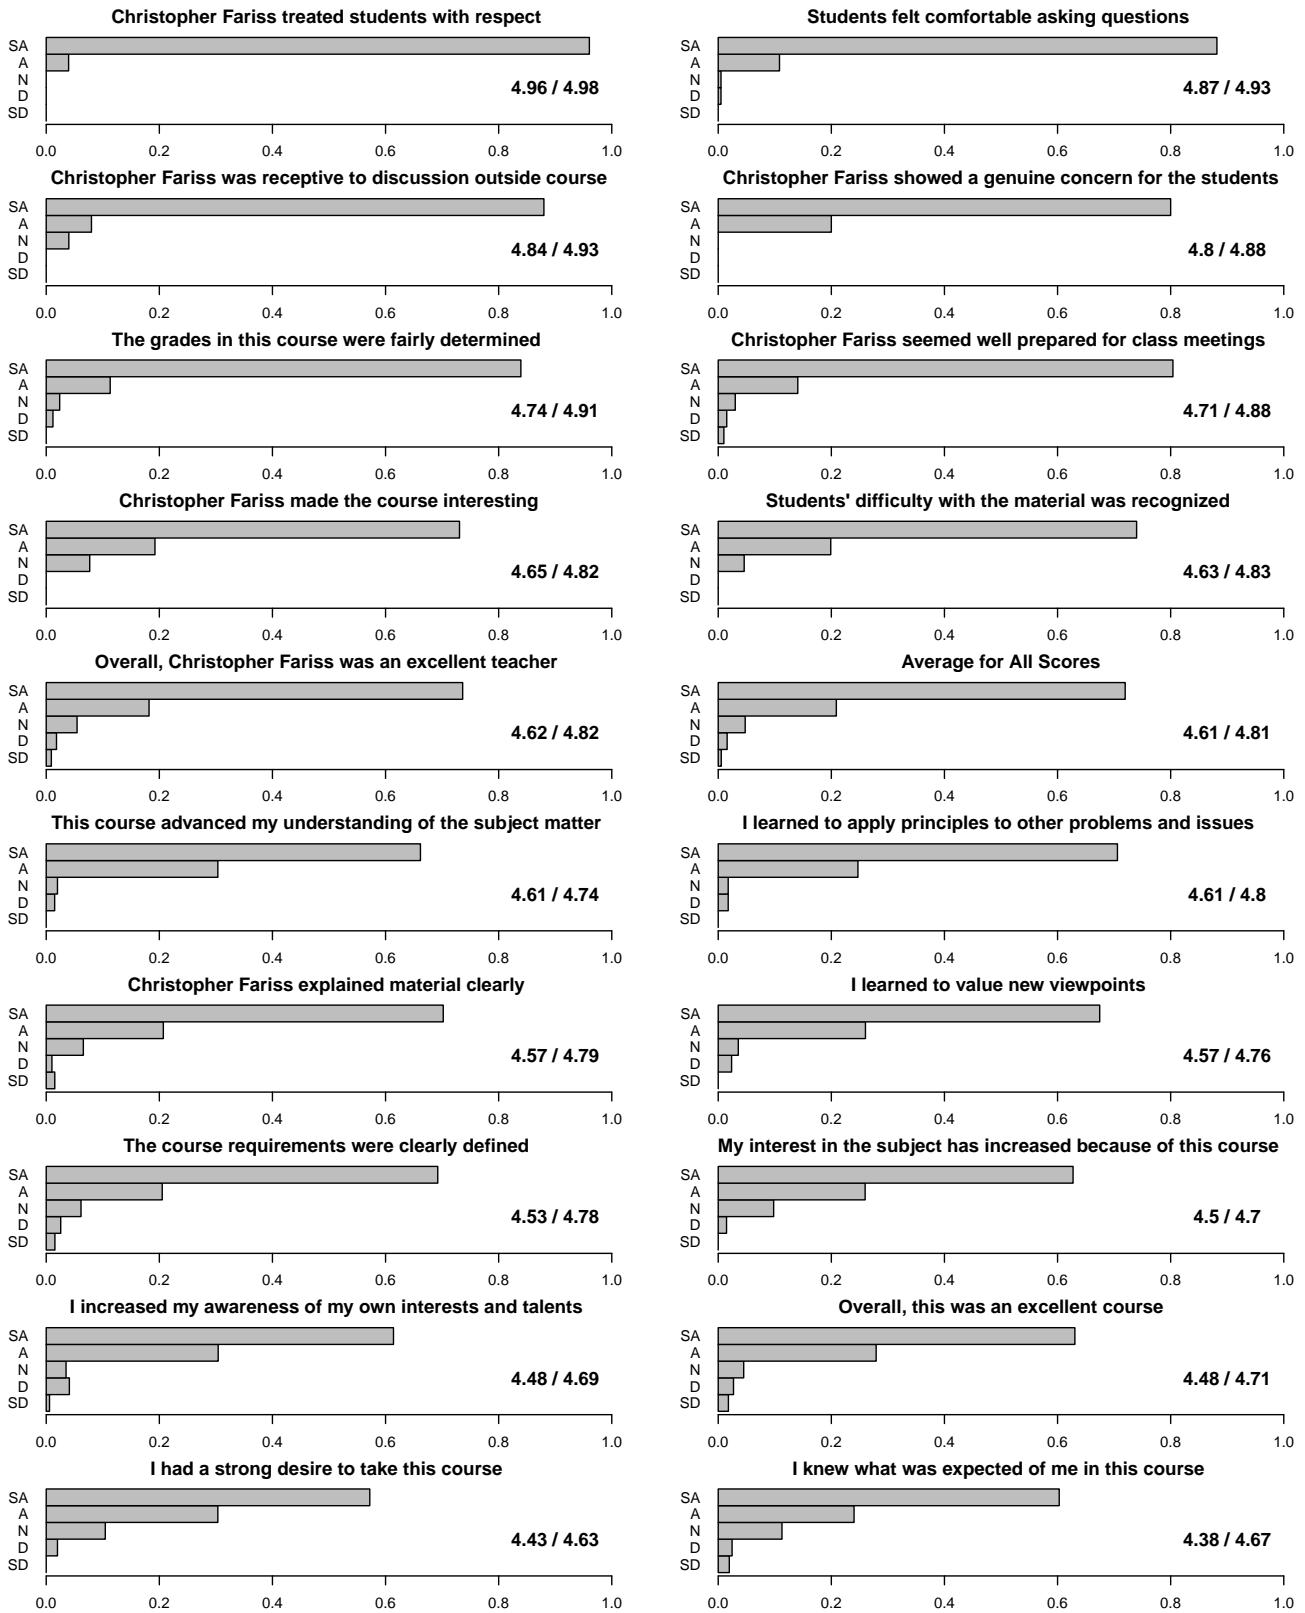 Christopher Fariss treated students with respect
SA
A
N
D
SD
4.96 / 4.98
0.0 0.2 0.4 0.6 0.8 1.0
Students felt comfortable asking questions
SA
A
N
D
SD
4.87 / 4.93
0.0 0.2 0.4 0.6 0.8 1.0
Christopher Fariss was receptive to discussion outside course
SA
A
N
D
SD
4.84 / 4.93
0.0 0.2 0.4 0.6 0.8 1.0
Christopher Fariss showed a genuine concern for the students
SA
A
N
D
SD
4.8 / 4.88
0.0 0.2 0.4 0.6 0.8 1.0
The grades in this course were fairly determined
SA
A
N
D
SD
4.74 / 4.91
0.0 0.2 0.4 0.6 0.8 1.0
Christopher Fariss seemed well prepared for class meetings
SA
A
N
D
SD
4.71 / 4.88
0.0 0.2 0.4 0.6 0.8 1.0
Christopher Fariss made the course interesting
SA
A
N
D
SD
4.65 / 4.82
0.0 0.2 0.4 0.6 0.8 1.0
Students' difficulty with the material was recognized
SA
A
N
D
SD
4.63 / 4.83
0.0 0.2 0.4 0.6 0.8 1.0
Overall, Christopher Fariss was an excellent teacher
SA
A
N
D
SD
4.62 / 4.82
0.0 0.2 0.4 0.6 0.8 1.0
Average for All Scores
SA
A
N
D
SD
4.61 / 4.81
0.0 0.2 0.4 0.6 0.8 1.0
This course advanced my understanding of the subject matter
SA
A
N
D
SD
4.61 / 4.74
0.0 0.2 0.4 0.6 0.8 1.0
I learned to apply principles to other problems and issues
SA
A
N
D
SD
4.61 / 4.8
0.0 0.2 0.4 0.6 0.8 1.0
Christopher Fariss explained material clearly
SA
A
N
D
SD
4.57 / 4.79
0.0 0.2 0.4 0.6 0.8 1.0
I learned to value new viewpoints
SA
A
N
D
SD
4.57 / 4.76
0.0 0.2 0.4 0.6 0.8 1.0
The course requirements were clearly defined
SA
A
N
D
SD
4.53 / 4.78
0.0 0.2 0.4 0.6 0.8 1.0
My interest in the subject has increased because of this course
SA
A
N
D
SD
4.5 / 4.7
0.0 0.2 0.4 0.6 0.8 1.0
I increased my awareness of my own interests and talents
SA
A
N
D
SD
4.48 / 4.69
0.0 0.2 0.4 0.6 0.8 1.0
Overall, this was an excellent course
SA
A
N
D
SD
4.48 / 4.71
0.0 0.2 0.4 0.6 0.8 1.0
I had a strong desire to take this course
SA
A
N
D
SD
4.43 / 4.63
0.0 0.2 0.4 0.6 0.8 1.0
I knew what was expected of me in this course
SA
A
N
D
SD
4.38 / 4.67
0.0 0.2 0.4 0.6 0.8 1.0